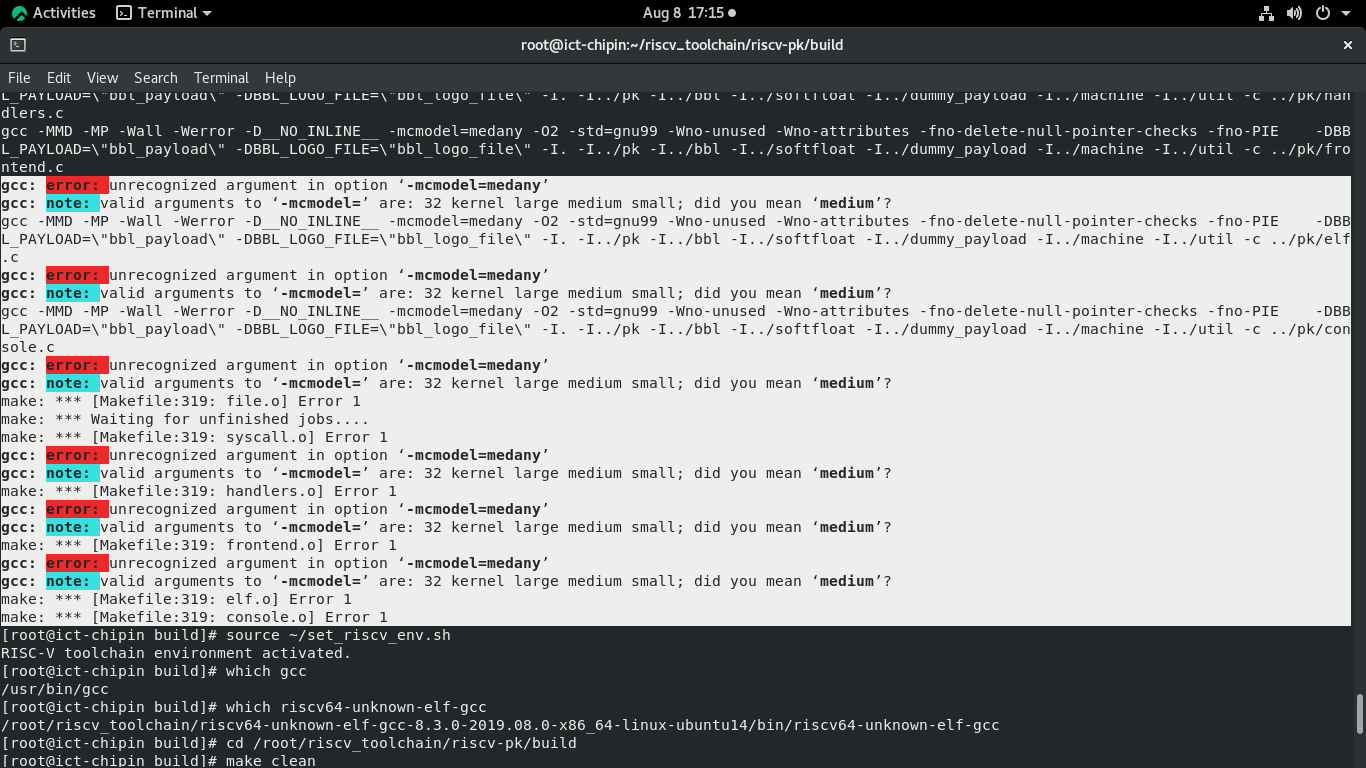 Activities
Terminal
Aug 8 17:15
root@ict-chipin:~/riscv_toolchain/riscv-pk/build
File Edit View Search Terminal Help
L_PAYLOAD=\"bbl_payload\" -DBBL_LOGO_FILE=\"bbl_logo_file\" -I. -I../pk -I../bbl -I../softfloat -I../dummy_payload -I../machine -I../util -c ../pk/han
dlers.c
gcc -MMD -MP -Wall -Werror -D__NO_INLINE__ -mcmodel=medany -O2 -std=gnu99 -Wno-unused -Wno-attributes -fno-delete-null-pointer-checks -fno-PIE    -DBB
L_PAYLOAD=\"bbl_payload\" -DBBL_LOGO_FILE=\"bbl_logo_file\" -I. -I../pk -I../bbl -I../softfloat -I../dummy_payload -I../machine -I../util -c ../pk/fro
ntend.c
gcc: error: unrecognized argument in option ‘-mcmodel=medany’
gcc: note: valid arguments to ‘-mcmodel=’ are: 32 kernel large medium small; did you mean ‘medium’?
gcc -MMD -MP -Wall -Werror -D__NO_INLINE__ -mcmodel=medany -O2 -std=gnu99 -Wno-unused -Wno-attributes -fno-delete-null-pointer-checks -fno-PIE    -DBB
L_PAYLOAD=\"bbl_payload\" -DBBL_LOGO_FILE=\"bbl_logo_file\" -I. -I../pk -I../bbl -I../softfloat -I../dummy_payload -I../machine -I../util -c ../pk/elf
.c
gcc: error: unrecognized argument in option ‘-mcmodel=medany’
gcc: note: valid arguments to ‘-mcmodel=’ are: 32 kernel large medium small; did you mean ‘medium’?
gcc -MMD -MP -Wall -Werror -D__NO_INLINE__ -mcmodel=medany -O2 -std=gnu99 -Wno-unused -Wno-attributes -fno-delete-null-pointer-checks -fno-PIE    -DBB
L_PAYLOAD=\"bbl_payload\" -DBBL_LOGO_FILE=\"bbl_logo_file\" -I. -I../pk -I../bbl -I../softfloat -I../dummy_payload -I../machine -I../util -c ../pk/con
sole.c
gcc: error: unrecognized argument in option ‘-mcmodel=medany’
gcc: note: valid arguments to ‘-mcmodel=’ are: 32 kernel large medium small; did you mean ‘medium’?
make: *** [Makefile:319: file.o] Error 1
make: *** Waiting for unfinished jobs....
make: *** [Makefile:319: syscall.o] Error 1
gcc: error: unrecognized argument in option ‘-mcmodel=medany’
gcc: note: valid arguments to ‘-mcmodel=’ are: 32 kernel large medium small; did you mean ‘medium’?
make: *** [Makefile:319: handlers.o] Error 1
gcc: error: unrecognized argument in option ‘-mcmodel=medany’
gcc: note: valid arguments to ‘-mcmodel=’ are: 32 kernel large medium small; did you mean ‘medium’?
make: *** [Makefile:319: frontend.o] Error 1
gcc: error: unrecognized argument in option ‘-mcmodel=medany’
gcc: note: valid arguments to ‘-mcmodel=’ are: 32 kernel large medium small; did you mean ‘medium’?
make: *** [Makefile:319: elf.o] Error 1
make: *** [Makefile:319: console.o] Error 1
[root@ict-chipin build]# source ~/set_riscv_env.sh
RISC-V toolchain environment activated.
[root@ict-chipin build]# which gcc
/usr/bin/gcc
[root@ict-chipin build]# which riscv64-unknown-elf-gcc
/root/riscv_toolchain/riscv64-unknown-elf-gcc-8.3.0-2019.08.0-x86_64-linux-ubuntu14/bin/riscv64-unknown-elf-gcc
[root@ict-chipin build]# cd /root/riscv_toolchain/riscv-pk/build
[root@ict-chipin build]# make clean